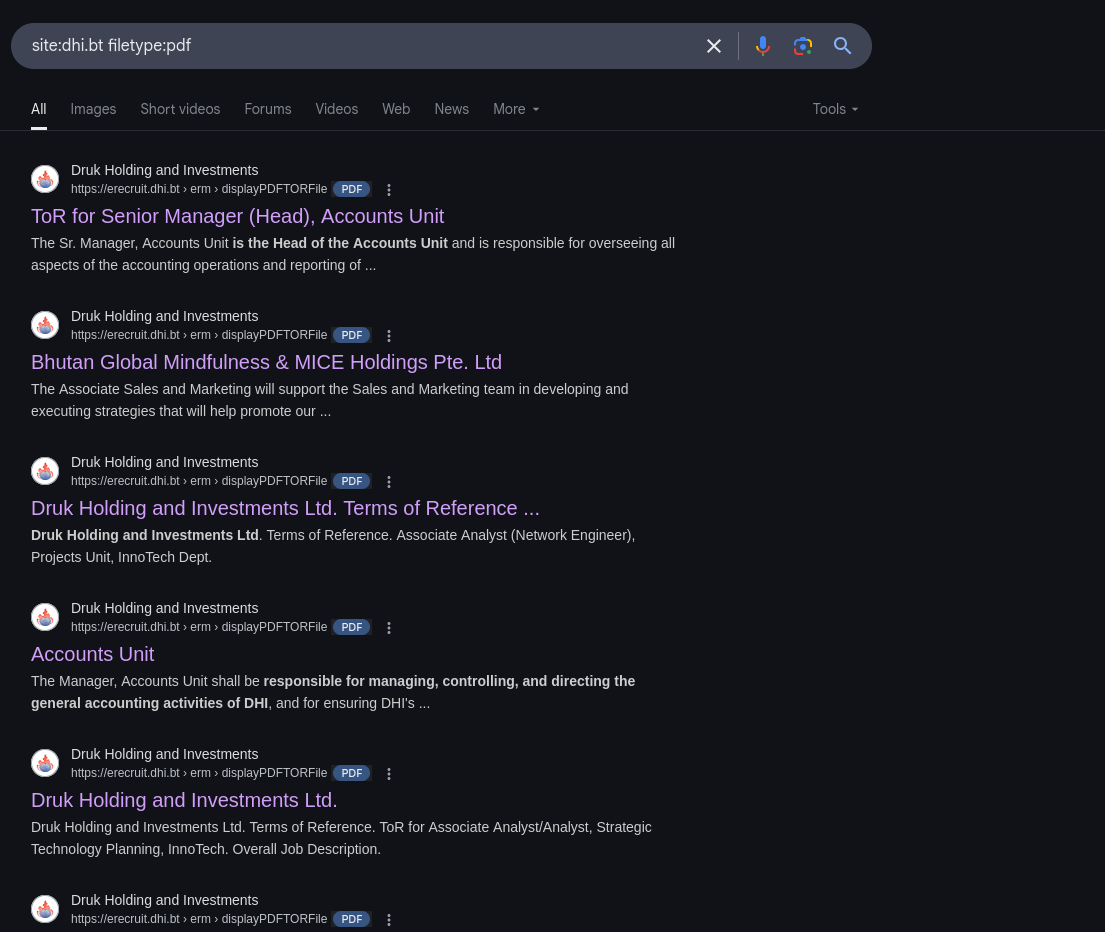 site:dhi.bt filetype:pdf
All Images Short videos Forums Videos Web News More Tools
Druk Holding and Investments
https://erecruit.dhi.bt › erm › displayPDFTORFile PDF
ToR for Senior Manager (Head), Accounts Unit
The Sr. Manager, Accounts Unit is the Head of the Accounts Unit and is responsible for overseeing all
aspects of the accounting operations and reporting of ...
Druk Holding and Investments
https://erecruit.dhi.bt › erm › displayPDFTORFile PDF
Bhutan Global Mindfulness & MICE Holdings Pte. Ltd
The Associate Sales and Marketing will support the Sales and Marketing team in developing and
executing strategies that will help promote our ...
Druk Holding and Investments
https://erecruit.dhi.bt › erm › displayPDFTORFile PDF
Druk Holding and Investments Ltd. Terms of Reference ...
Druk Holding and Investments Ltd. Terms of Reference. Associate Analyst (Network Engineer),
Projects Unit, InnoTech Dept.
Druk Holding and Investments
https://erecruit.dhi.bt › erm › displayPDFTORFile PDF
Accounts Unit
The Manager, Accounts Unit shall be responsible for managing, controlling, and directing the
general accounting activities of DHI, and for ensuring DHI's ...
Druk Holding and Investments
https://erecruit.dhi.bt › erm › displayPDFTORFile PDF
Druk Holding and Investments Ltd.
Druk Holding and Investments Ltd. Terms of Reference. ToR for Associate Analyst/Analyst, Strategic
Technology Planning, InnoTech. Overall Job Description.
Druk Holding and Investments
https://erecruit.dhi.bt › erm › displayPDFTORFile PDF